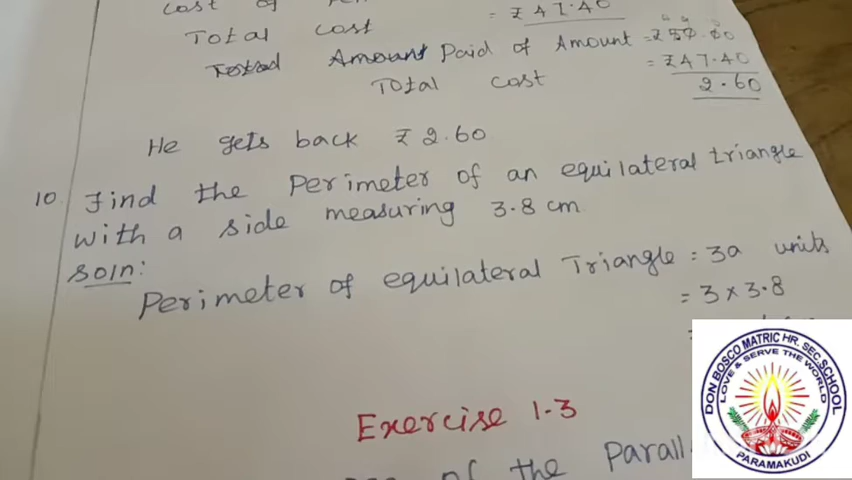 cost of
= ₹ 47.40
Total cost
Amount Paid of Amount = ₹ 50.00
Total cost = ₹ 47.40
2.60
He gets back ₹ 2.60
10. Find the Perimeter of an equilateral triangle
with a side measuring 3.8 cm.
Soln:
Perimeter of equilateral Triangle = 3a units
= 3 × 3.8
=
Exercise 1.3
of the Parall
DON BOSCO MATRIC HR. SEC. SCHOOL
LOVE & SERVE THE WORLD
PARAMAKUDI